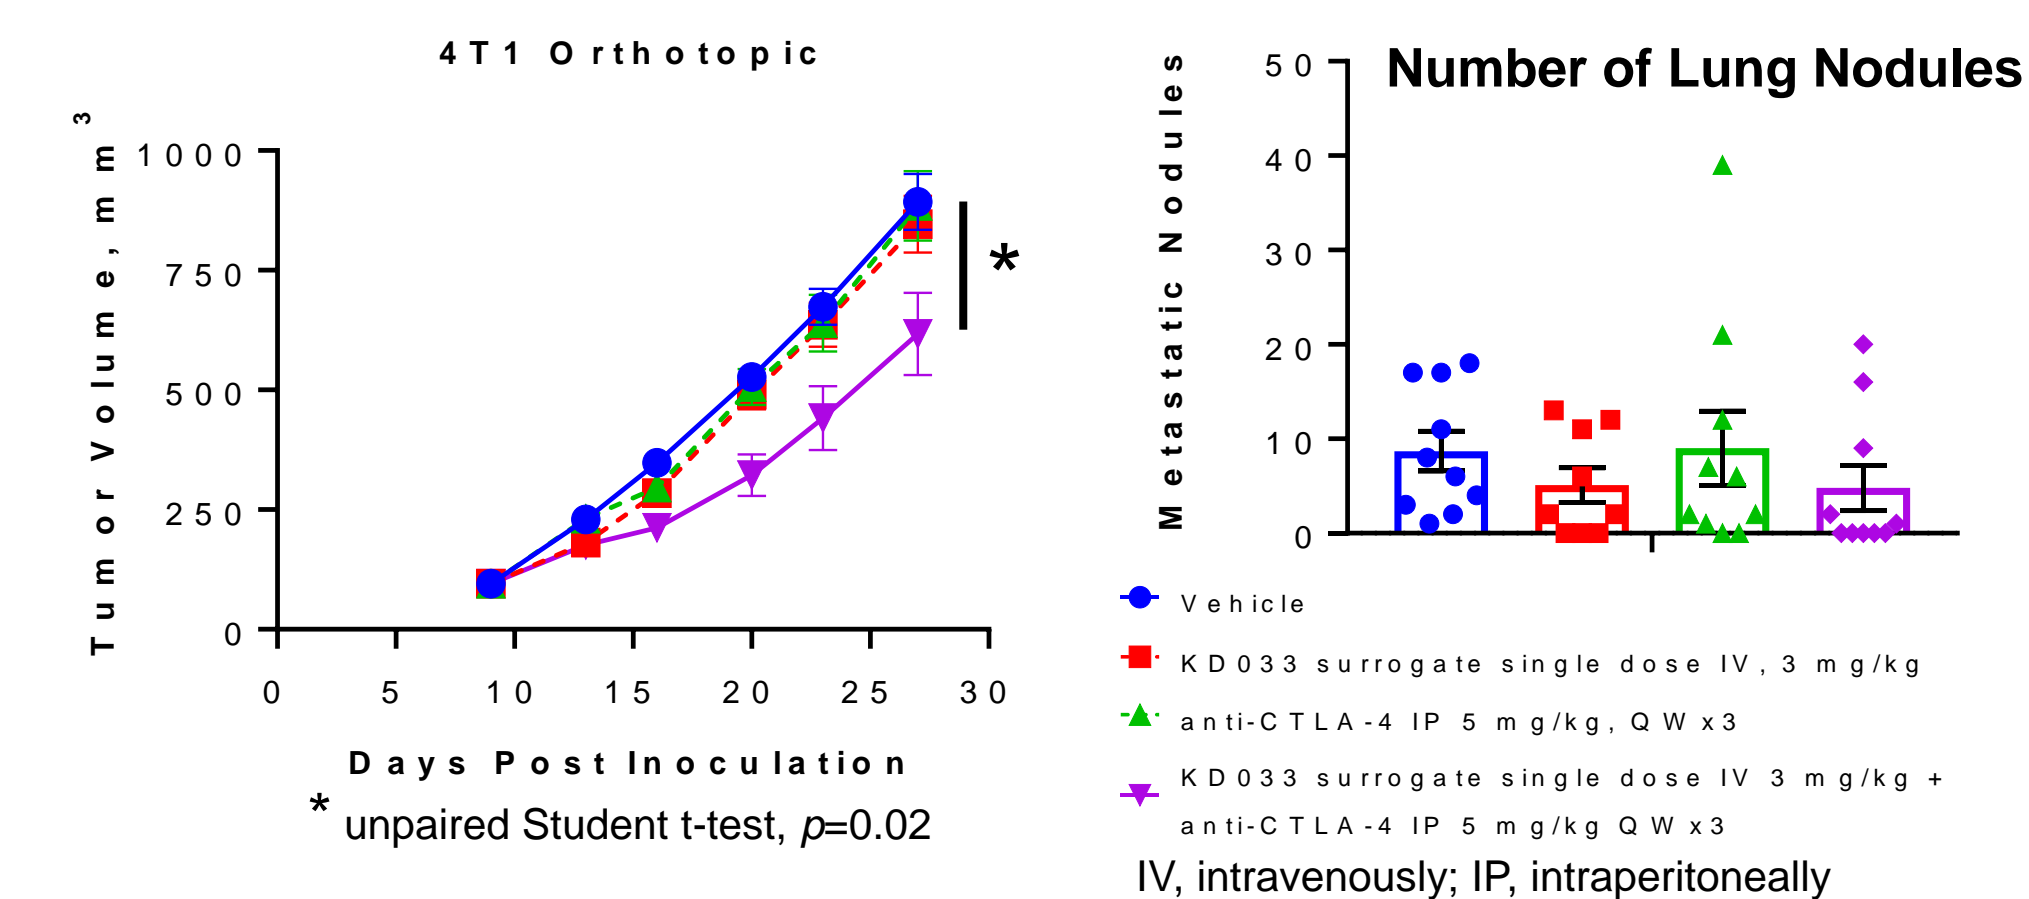 4T1 Orthotopic
Tumor Volume, mm³
1000
750
500
250
0
0 5 10 15 20 25 30
*
Days Post Inoculation
* unpaired Student t-test, p=0.02
Number of Lung Nodules
Metastatic Nodules
50
40
30
20
10
0
Vehicle
KD033 surrogate single dose IV, 3 mg/kg
anti-CTLA-4 IP 5 mg/kg, QWx3
KD033 surrogate single dose IV 3 mg/kg +
anti-CTLA-4 IP 5 mg/kg QWx3
IV, intravenously; IP, intraperitoneally